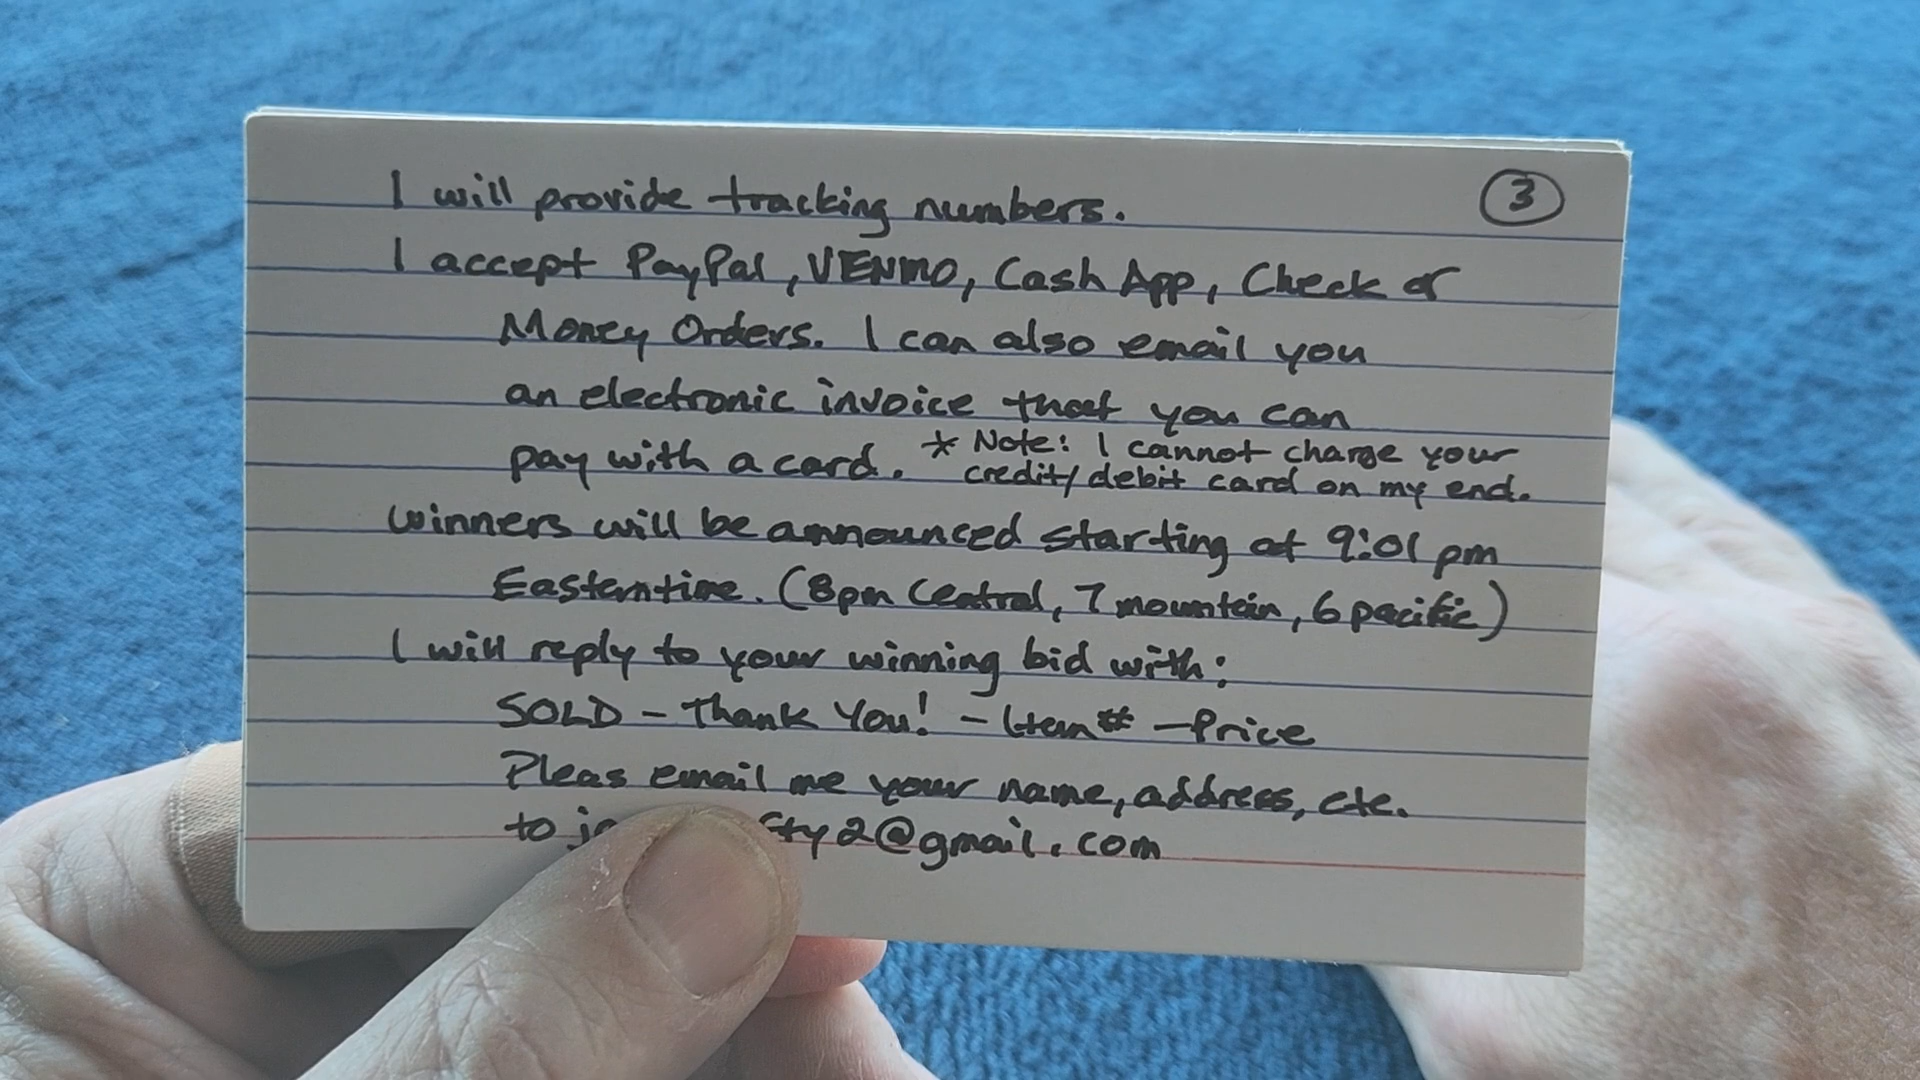 3
I will provide tracking numbers.
I accept PayPal, VENMO, Cash App, Check or
Money Orders. I can also email you
an electronic invoice that you can
pay with a card. * Note: I cannot charge your
credit/debit card on my end.
Winners will be announced starting at 9:01 pm
Eastern time. (8pm Central, 7 mountain, 6 pacific)
I will reply to your winning bid with:
SOLD - Thank You! - Item # - Price
Pleas email me your name, address, etc.
to